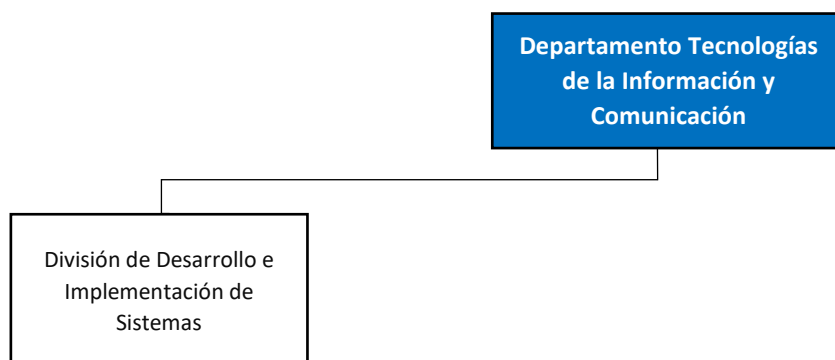 Departamento Tecnologías
de la Información y
Comunicación
División de Desarrollo e
Implementación de
Sistemas